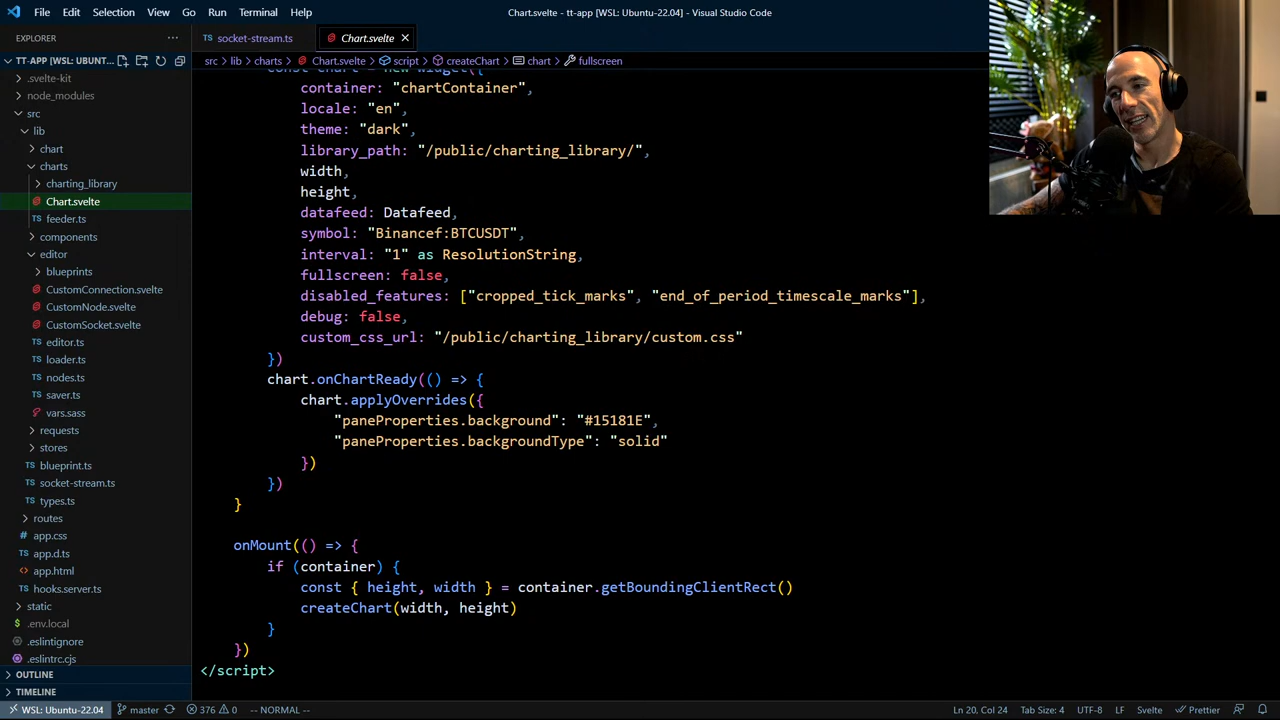 File Edit Selection View Go Run Terminal Help
Chart.svelte - tt-app [WSL: Ubuntu-22.04] - Visual Studio Code
EXPLORER
TT-APP [WSL: UBUNT...
.svelte-kit
node_modules
src
lib
chart
charts
charting_library
Chart.svelte
feeder.ts
components
editor
blueprints
CustomConnection.svelte
CustomNode.svelte
CustomSocket.svelte
editor.ts
loader.ts
nodes.ts
saver.ts
vars.sass
requests
stores
blueprint.ts
socket-stream.ts
types.ts
routes
app.css
app.d.ts
app.html
hooks.server.ts
static
.env.local
.eslintignore
.eslintrc.cjs
OUTLINE
TIMELINE
socket-stream.ts
Chart.svelte
src > lib > charts > Chart.svelte > script > createChart > chart > fullscreen
const chart = new widget({
container: "chartContainer",
locale: "en",
theme: "dark",
library_path: "/public/charting_library/",
width,
height,
datafeed: Datafeed,
symbol: "Binancef:BTCUSDT",
interval: "1" as ResolutionString,
fullscreen: false,
disabled_features: ["cropped_tick_marks", "end_of_period_timescale_marks"],
debug: false,
custom_css_url: "/public/charting_library/custom.css"
})
chart.onChartReady(() => {
chart.applyOverrides({
"paneProperties.background": "#15181E",
"paneProperties.backgroundType": "solid"
})
})
}
onMount(() => {
if (container) {
const { height, width } = container.getBoundingClientRect()
createChart(width, height)
}
})
</script>
WSL: Ubuntu-22.04 master 376 0 -- NORMAL -- Ln 20, Col 24 Tab Size: 4 UTF-8 LF Svelte Prettier